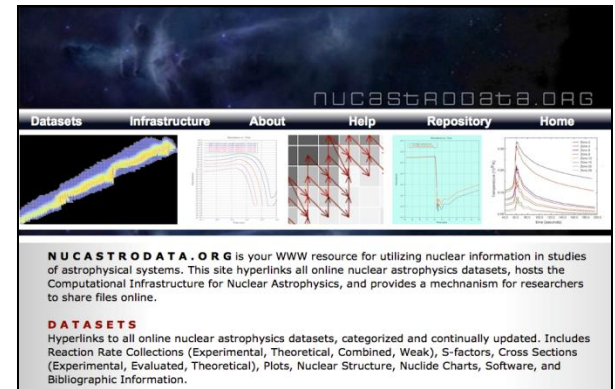 nucastrodata.org
Datasets Infrastructure About Help Repository Home
NUCASTRODATA.ORG is your WWW resource for utilizing nuclear information in studies
of astrophysical systems. This site hyperlinks all online nuclear astrophysics datasets, hosts the
Computational Infrastructure for Nuclear Astrophysics, and provides a mechnanism for researchers
to share files online.
DATASETS
Hyperlinks to all online nuclear astrophysics datasets, categorized and continually updated. Includes
Reaction Rate Collections (Experimental, Theoretical, Combined, Weak), S-factors, Cross Sections
(Experimental, Evaluated, Theoretical), Plots, Nuclear Structure, Nuclide Charts, Software, and
Bibliographic Information.